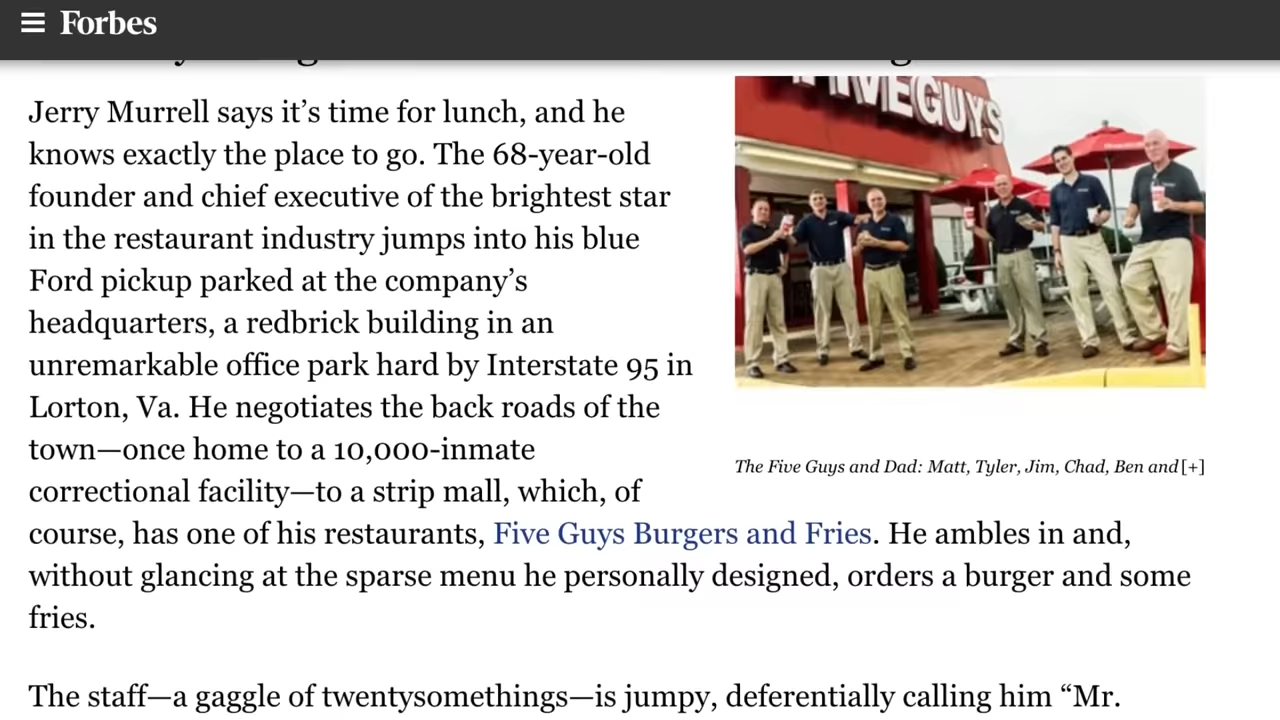 Forbes
Jerry Murrell says it’s time for lunch, and he
knows exactly the place to go. The 68-year-old
founder and chief executive of the brightest star
in the restaurant industry jumps into his blue
Ford pickup parked at the company’s
headquarters, a redbrick building in an
unremarkable office park hard by Interstate 95 in
Lorton, Va. He negotiates the back roads of the
town—once home to a 10,000-inmate
correctional facility—to a strip mall, which, of
course, has one of his restaurants, Five Guys Burgers and Fries. He ambles in and,
without glancing at the sparse menu he personally designed, orders a burger and some
fries.
FIVE GUYS
The Five Guys and Dad: Matt, Tyler, Jim, Chad, Ben and [+]
The staff—a gaggle of twentysomethings—is jumpy, deferentially calling him “Mr.